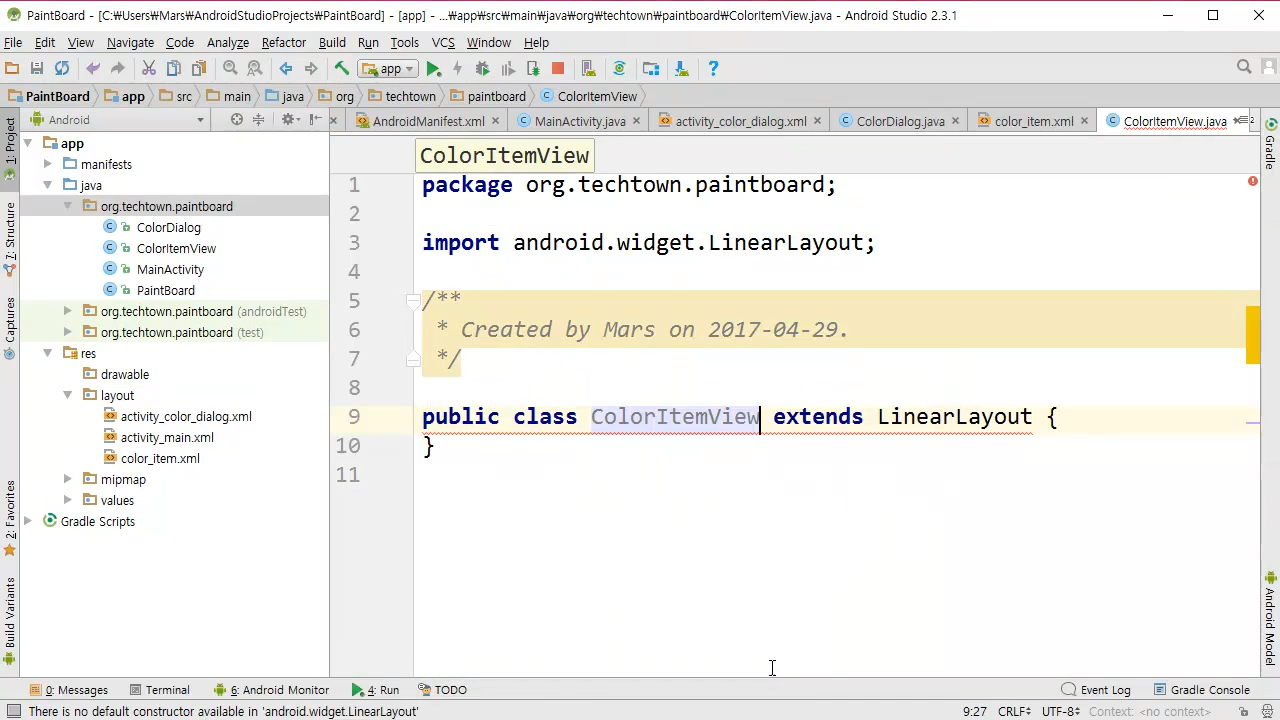 PaintBoard - [C:₩Users₩Mars₩AndroidStudioProjects₩PaintBoard] - [app] - ...₩app₩src₩main₩java₩org₩techtown₩paintboard₩ColorItemView.java - Android Studio 2.3.1
File Edit View Navigate Code Analyze Refactor Build Run Tools VCS Window Help
app
PaintBoard app src main java org techtown paintboard ColorItemView
Android
AndroidManifest.xml MainActivity.java activity_color_dialog.xml ColorDialog.java color_item.xml ColorItemView.java
1: Project
7: Structure
Captures
2: Favorites
Build Variants
app
manifests
java
org.techtown.paintboard
ColorDialog
ColorItemView
MainActivity
PaintBoard
org.techtown.paintboard (androidTest)
org.techtown.paintboard (test)
res
drawable
layout
activity_color_dialog.xml
activity_main.xml
color_item.xml
mipmap
values
Gradle Scripts
ColorItemView
1 package org.techtown.paintboard;
2
3 import android.widget.LinearLayout;
4
5 /**
6 * Created by Mars on 2017-04-29.
7 */
8
9 public class ColorItemView extends LinearLayout {
10 }
11
Gradle
Android Model
0: Messages Terminal 6: Android Monitor 4: Run TODO Event Log Gradle Console
There is no default constructor available in 'android.widget.LinearLayout' 9:27 CRLF÷ UTF-8÷ Context: <no context>